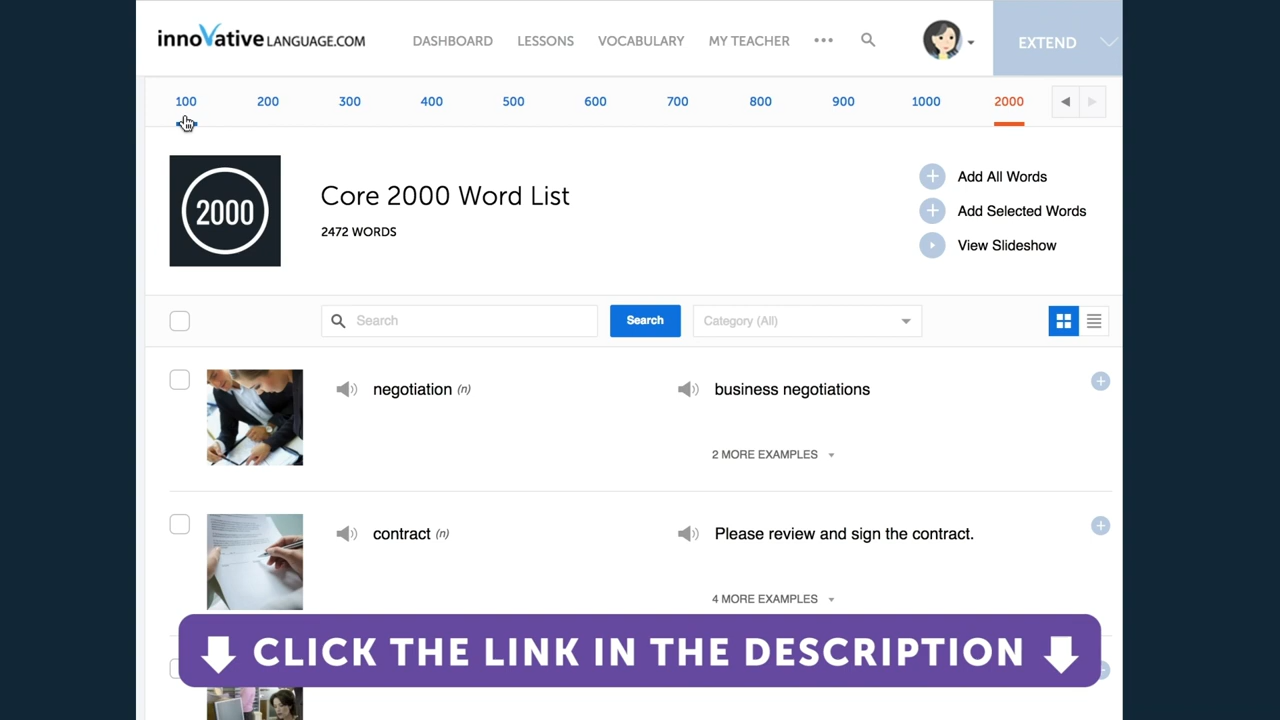 innoVative LANGUAGE.COM
DASHBOARD LESSONS VOCABULARY MY TEACHER ••• EXTEND
100 200 300 400 500 600 700 800 900 1000 2000
2000
Core 2000 Word List
2472 WORDS
Add All Words
Add Selected Words
View Slideshow
Search Search Category (All)
negotiation (n) business negotiations
2 MORE EXAMPLES
contract (n) Please review and sign the contract.
4 MORE EXAMPLES
CLICK THE LINK IN THE DESCRIPTION